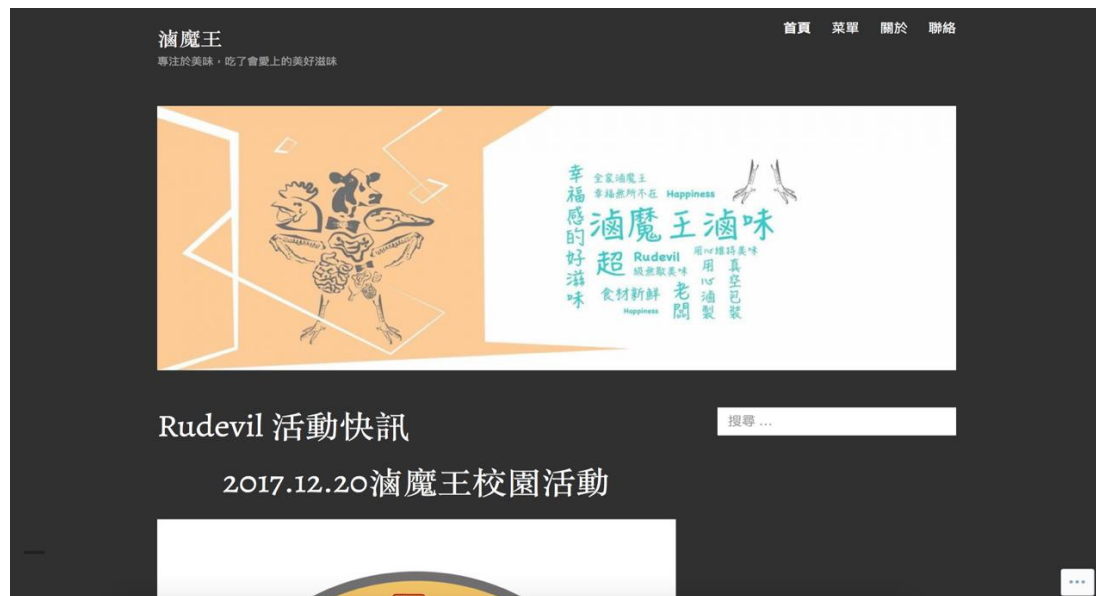 滷魔王
專注於美味，吃了會愛上的美好滋味
首頁 菜單 關於 聯絡
幸福感的好滋味
全家滷魔王
幸福無所不在 Happiness
滷魔王滷味
超 Rudevil 用心維持美味
級無敵美味
食材新鮮
Happiness
老闆
用心滷製
真空包裝
Rudevil 活動快訊
搜尋 …
2017.12.20滷魔王校園活動